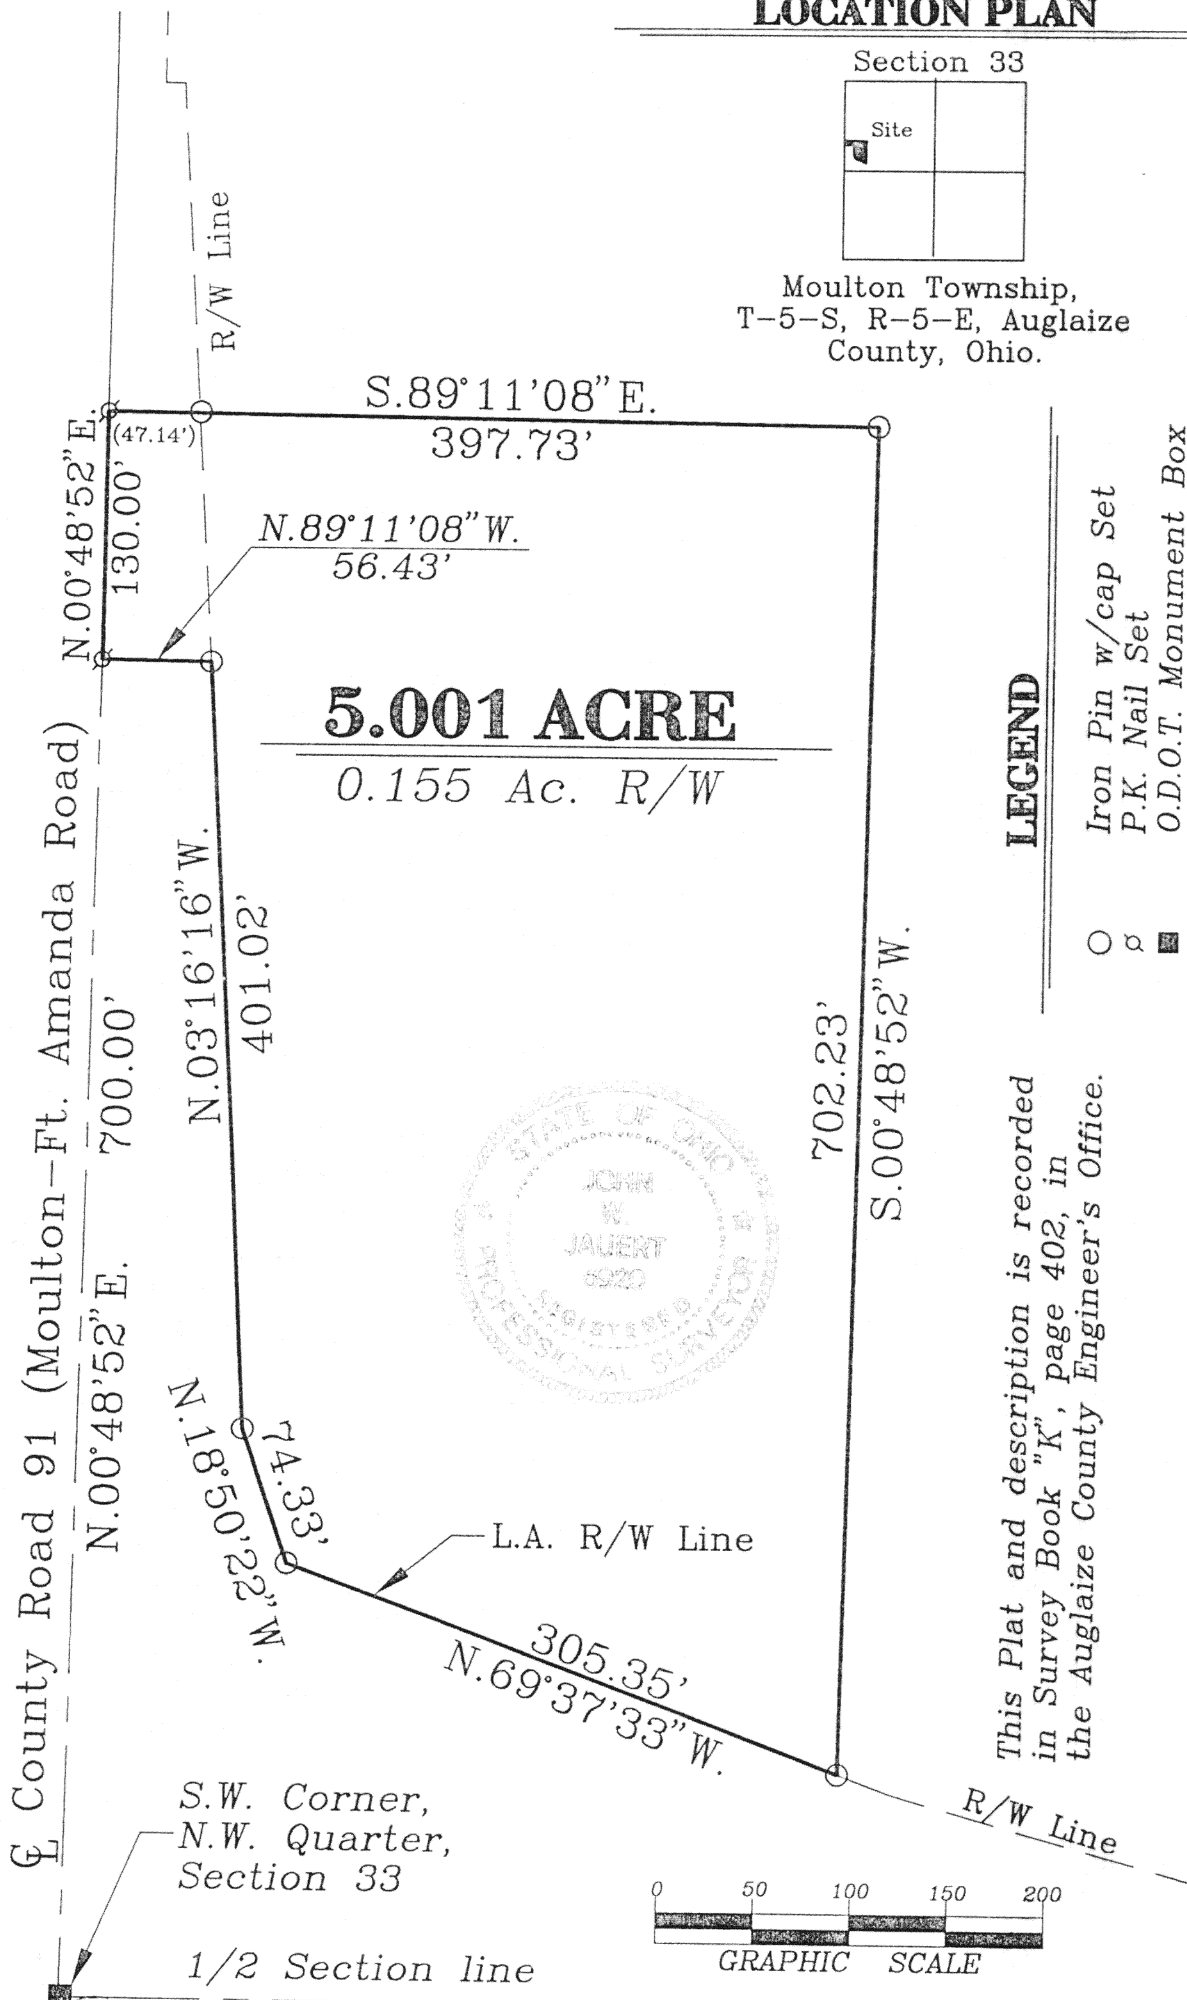 LOCATION PLAN
Section 33
Site
Moulton Township,
T-5-S, R-5-E, Auglaize
County, Ohio.
R/W Line
S.89°11'08"E.
397.73'
(47.14')
N.00°48'52"E.
130.00'
N.89°11'08"W.
56.43'
5.001 ACRE
0.155 Ac. R/W
LEGEND
Iron Pin w/cap Set
P.K. Nail Set
O.D.O.T. Monument Box
N.03°16'16"W.
401.02'
702.23'
S.00°48'52"W.
℄ County Road 91 (Moulton-Ft. Amanda Road)
N.00°48'52"E. 700.00'
STATE OF OHIO
JOHN
W.
JAUERT
6920
REGISTERED
PROFESSIONAL SURVEYOR
This Plat and description is recorded
in Survey Book "K", page 402, in
the Auglaize County Engineer's Office.
N.18°50'22"W.
74.33'
L.A. R/W Line
305.35'
N.69°37'33"W.
R/W Line
S.W. Corner,
N.W. Quarter,
Section 33
1/2 Section line
0 50 100 150 200
GRAPHIC SCALE